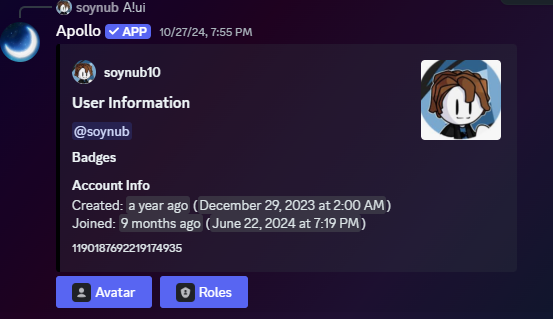 soynub A!ui
Apollo ✓ APP 10/27/24, 7:55 PM
soynub10
User Information
@soynub
Badges
Account Info
Created: a year ago (December 29, 2023 at 2:00 AM)
Joined: 9 months ago (June 22, 2024 at 7:19 PM)
1190187692219174935
Avatar Roles